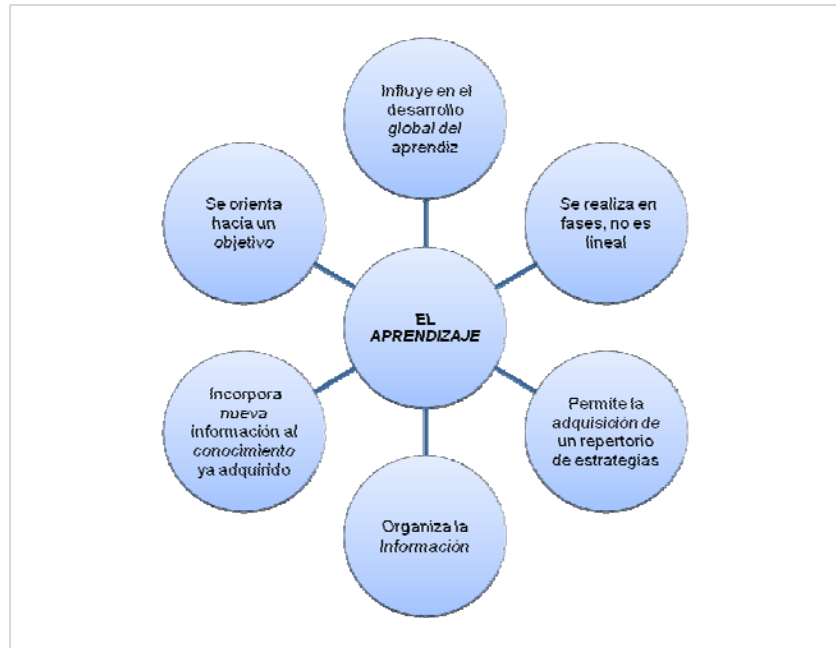 Influye en el
desarrollo
global del
aprendiz
Se orienta
hacia un
objetivo
Se realiza en
fases, no es
lineal
EL
APRENDIZAJE
Incorpora
nueva
información al
conocimiento
ya adquirido
Permite la
adquisición de
un repertorio
de estrategias
Organiza la
Información